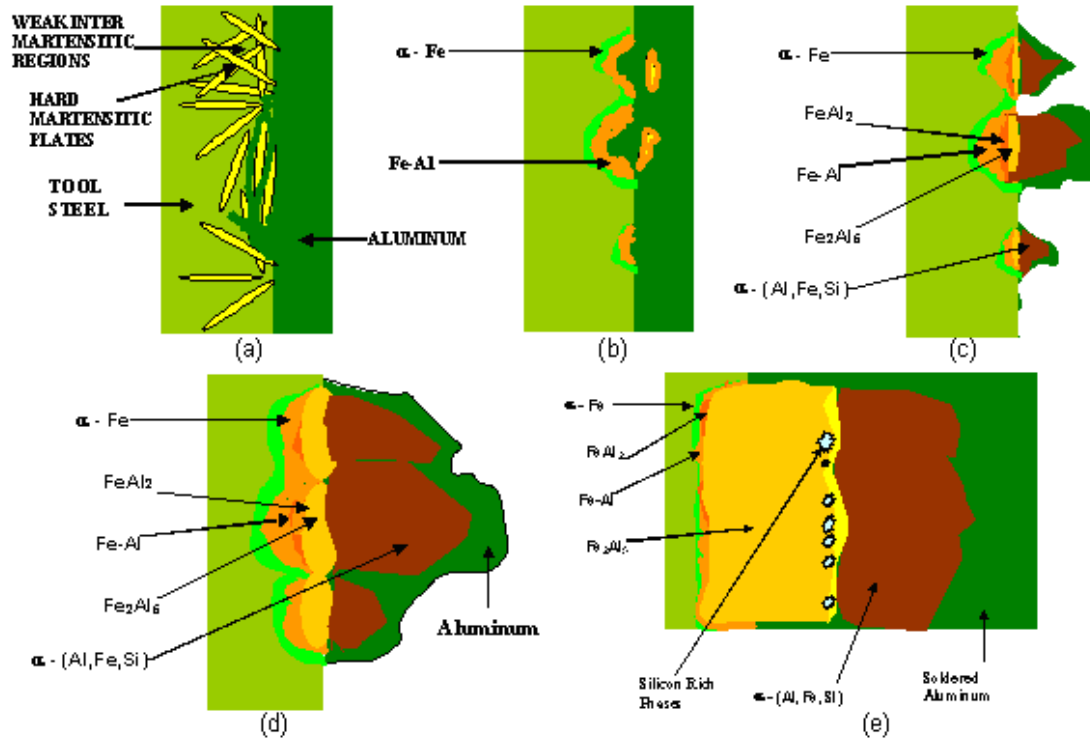 WEAK INTER
MARTENSITIC
REGIONS
HARD
MARTENSITIC
PLATES
TOOL
STEEL
ALUMINUM
(a)
α - Fe
Fe-Al
(b)
α - Fe
FeAl2
Fe-Al
Fe2Al6
α - (Al,Fe,Si)
(c)
α - Fe
FeAl2
Fe-Al
Fe2Al6
α - (Al,Fe,Si)
Aluminum
(d)
α - Fe
FeAl2
Fe-Al
Silicon Rich
Phases
α-(Al, Fe, Si)
Soldered
Aluminum
(e)